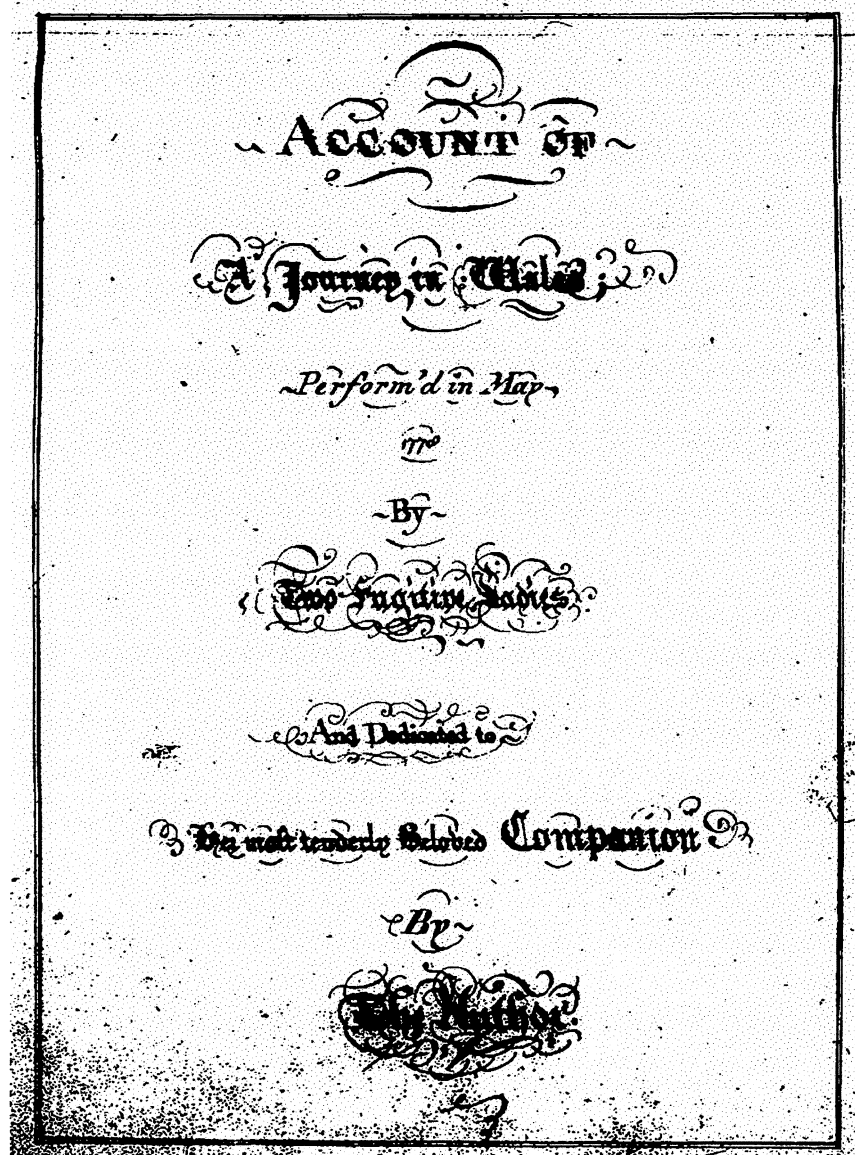 ACCOUNT OF
A Journey in Wales;
Perform'd in May
By
Two Fugitive Ladies
And Dedicated to
Her most tenderly Beloved Companion
By
The Author.